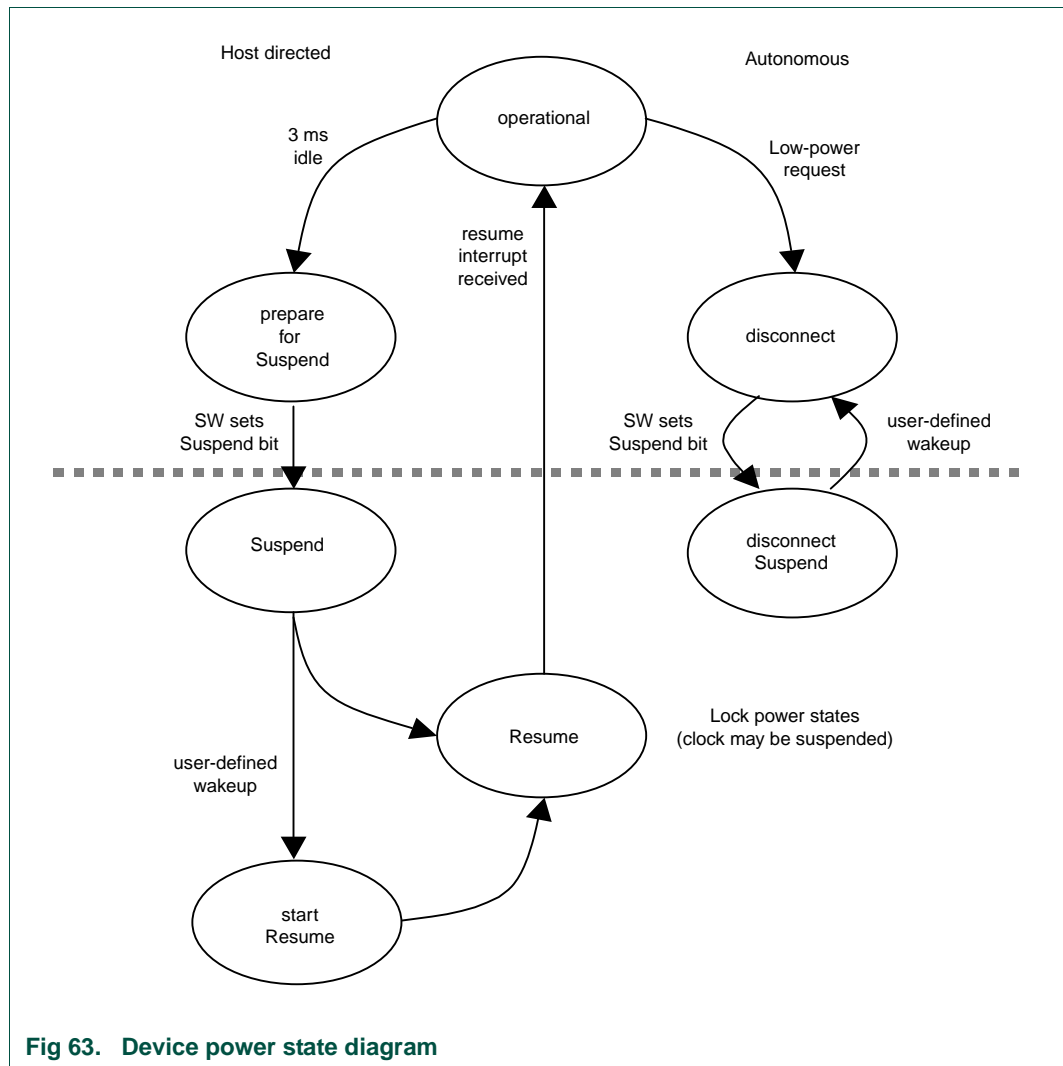 Host directed
Autonomous
operational
3 ms
idle
Low-power
request
resume
interrupt
received
prepare
for
Suspend
disconnect
SW sets
Suspend bit
SW sets
Suspend bit
user-defined
wakeup
Suspend
disconnect
Suspend
Resume
Lock power states
(clock may be suspended)
user-defined
wakeup
start
Resume
Fig 63. Device power state diagram